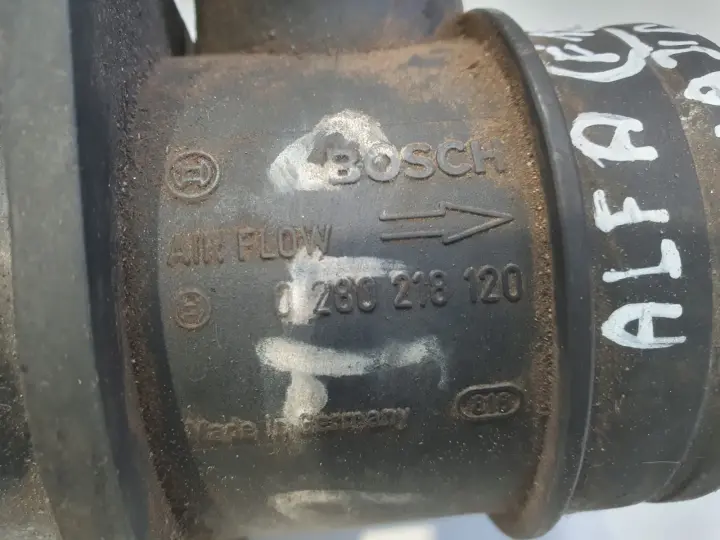 BOSCH
AIR FLOW
0 280 218 120
Made in Germany
ALFA